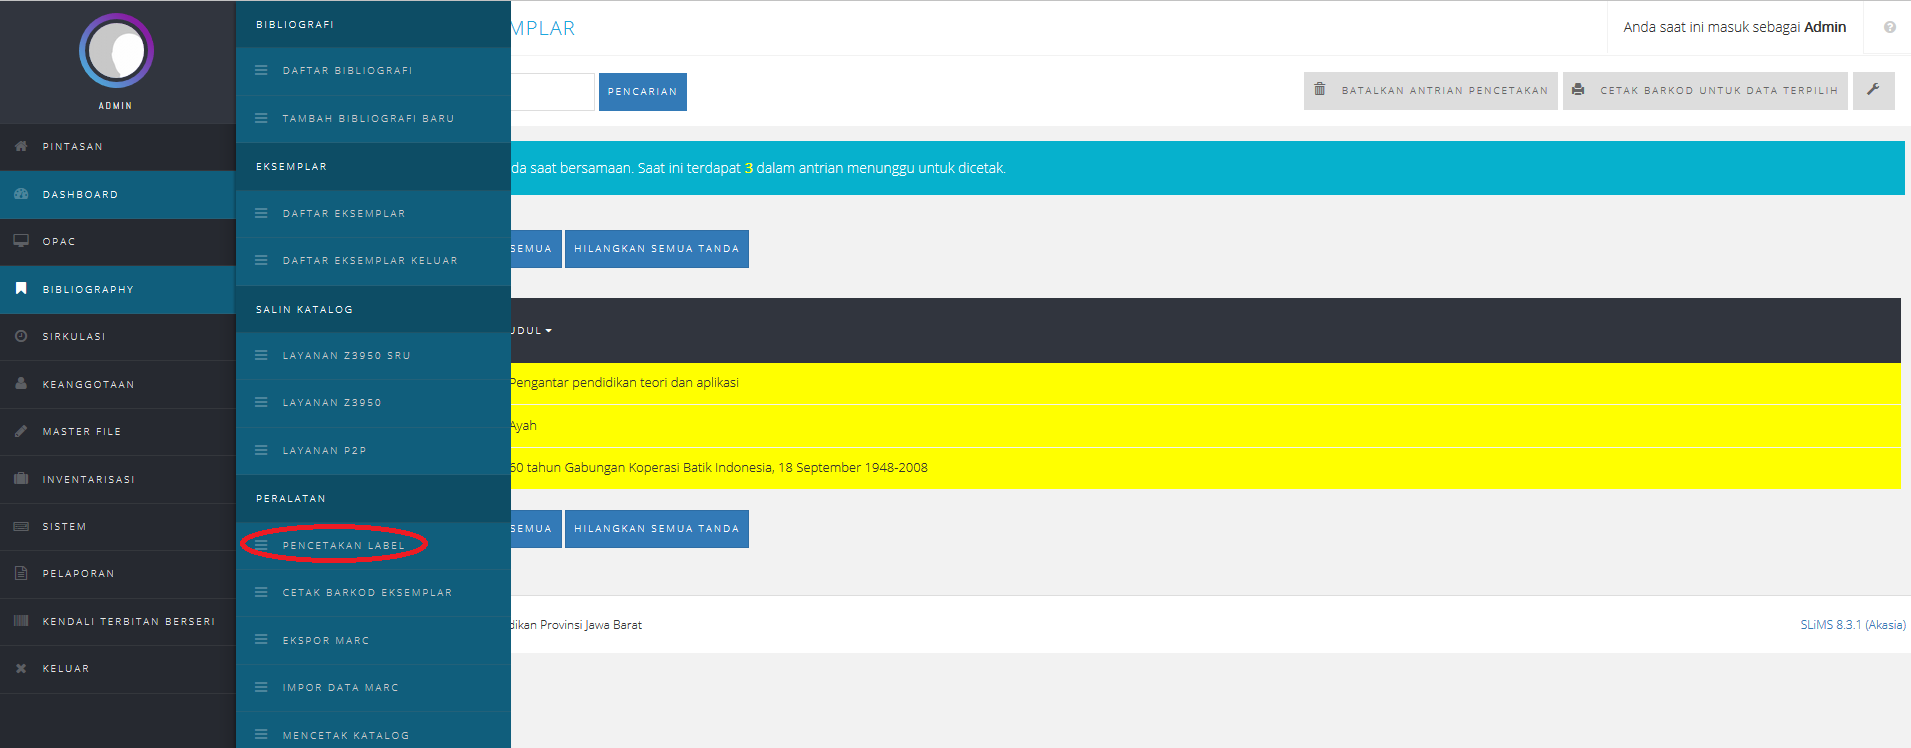 ADMIN
PINTASAN
DASHBOARD
OPAC
BIBLIOGRAPHY
SIRKULASI
KEANGGOTAAN
MASTER FILE
INVENTARISASI
SISTEM
PELAPORAN
KENDALI TERBITAN BERSERI
KELUAR
BIBLIOGRAFI
DAFTAR BIBLIOGRAFI
TAMBAH BIBLIOGRAFI BARU
EKSEMPLAR
DAFTAR EKSEMPLAR
DAFTAR EKSEMPLAR KELUAR
SALIN KATALOG
LAYANAN Z3950 SRU
LAYANAN Z3950
LAYANAN P2P
PERALATAN
PENCETAKAN LABEL
CETAK BARKOD EKSEMPLAR
EKSPOR MARC
IMPOR DATA MARC
MENCETAK KATALOG
MPLAR
Anda saat ini masuk sebagai Admin
PENCARIAN
BATALKAN ANTRIAN PENCETAKAN
CETAK BARKOD UNTUK DATA TERPILIH
da saat bersamaan. Saat ini terdapat 3 dalam antrian menunggu untuk dicetak.
SEMUA
HILANGKAN SEMUA TANDA
UDUL
Pengantar pendidikan teori dan aplikasi
Ayah
60 tahun Gabungan Koperasi Batik Indonesia, 18 September 1948-2008
SEMUA
HILANGKAN SEMUA TANDA
dikan Provinsi Jawa Barat
SLiMS 8.3.1 (Akasia)